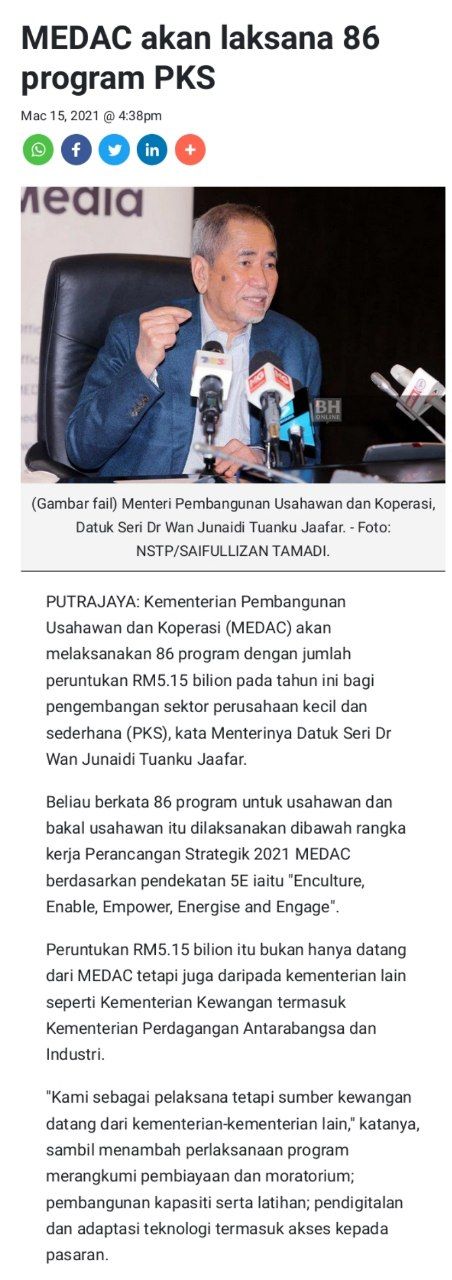 MEDAC akan laksana 86
program PKS
Mac 15, 2021 @ 4:38pm
Media
BH
ONLINE
(Gambar fail) Menteri Pembangunan Usahawan dan Koperasi,
Datuk Seri Dr Wan Junaidi Tuanku Jaafar. - Foto:
NSTP/SAIFULLIZAN TAMADI.
PUTRAJAYA: Kementerian Pembangunan
Usahawan dan Koperasi (MEDAC) akan
melaksanakan 86 program dengan jumlah
peruntukan RM5.15 bilion pada tahun ini bagi
pengembangan sektor perusahaan kecil dan
sederhana (PKS), kata Menterinya Datuk Seri Dr
Wan Junaidi Tuanku Jaafar.
Beliau berkata 86 program untuk usahawan dan
bakal usahawan itu dilaksanakan dibawah rangka
kerja Perancangan Strategik 2021 MEDAC
berdasarkan pendekatan 5E iaitu "Enculture,
Enable, Empower, Energise and Engage".
Peruntukan RM5.15 bilion itu bukan hanya datang
dari MEDAC tetapi juga daripada kementerian lain
seperti Kementerian Kewangan termasuk
Kementerian Perdagangan Antarabangsa dan
Industri.
"Kami sebagai pelaksana tetapi sumber kewangan
datang dari kementerian-kementerian lain," katanya,
sambil menambah perlaksanaan program
merangkumi pembiayaan dan moratorium;
pembangunan kapasiti serta latihan; pendigitalan
dan adaptasi teknologi termasuk akses kepada
pasaran.